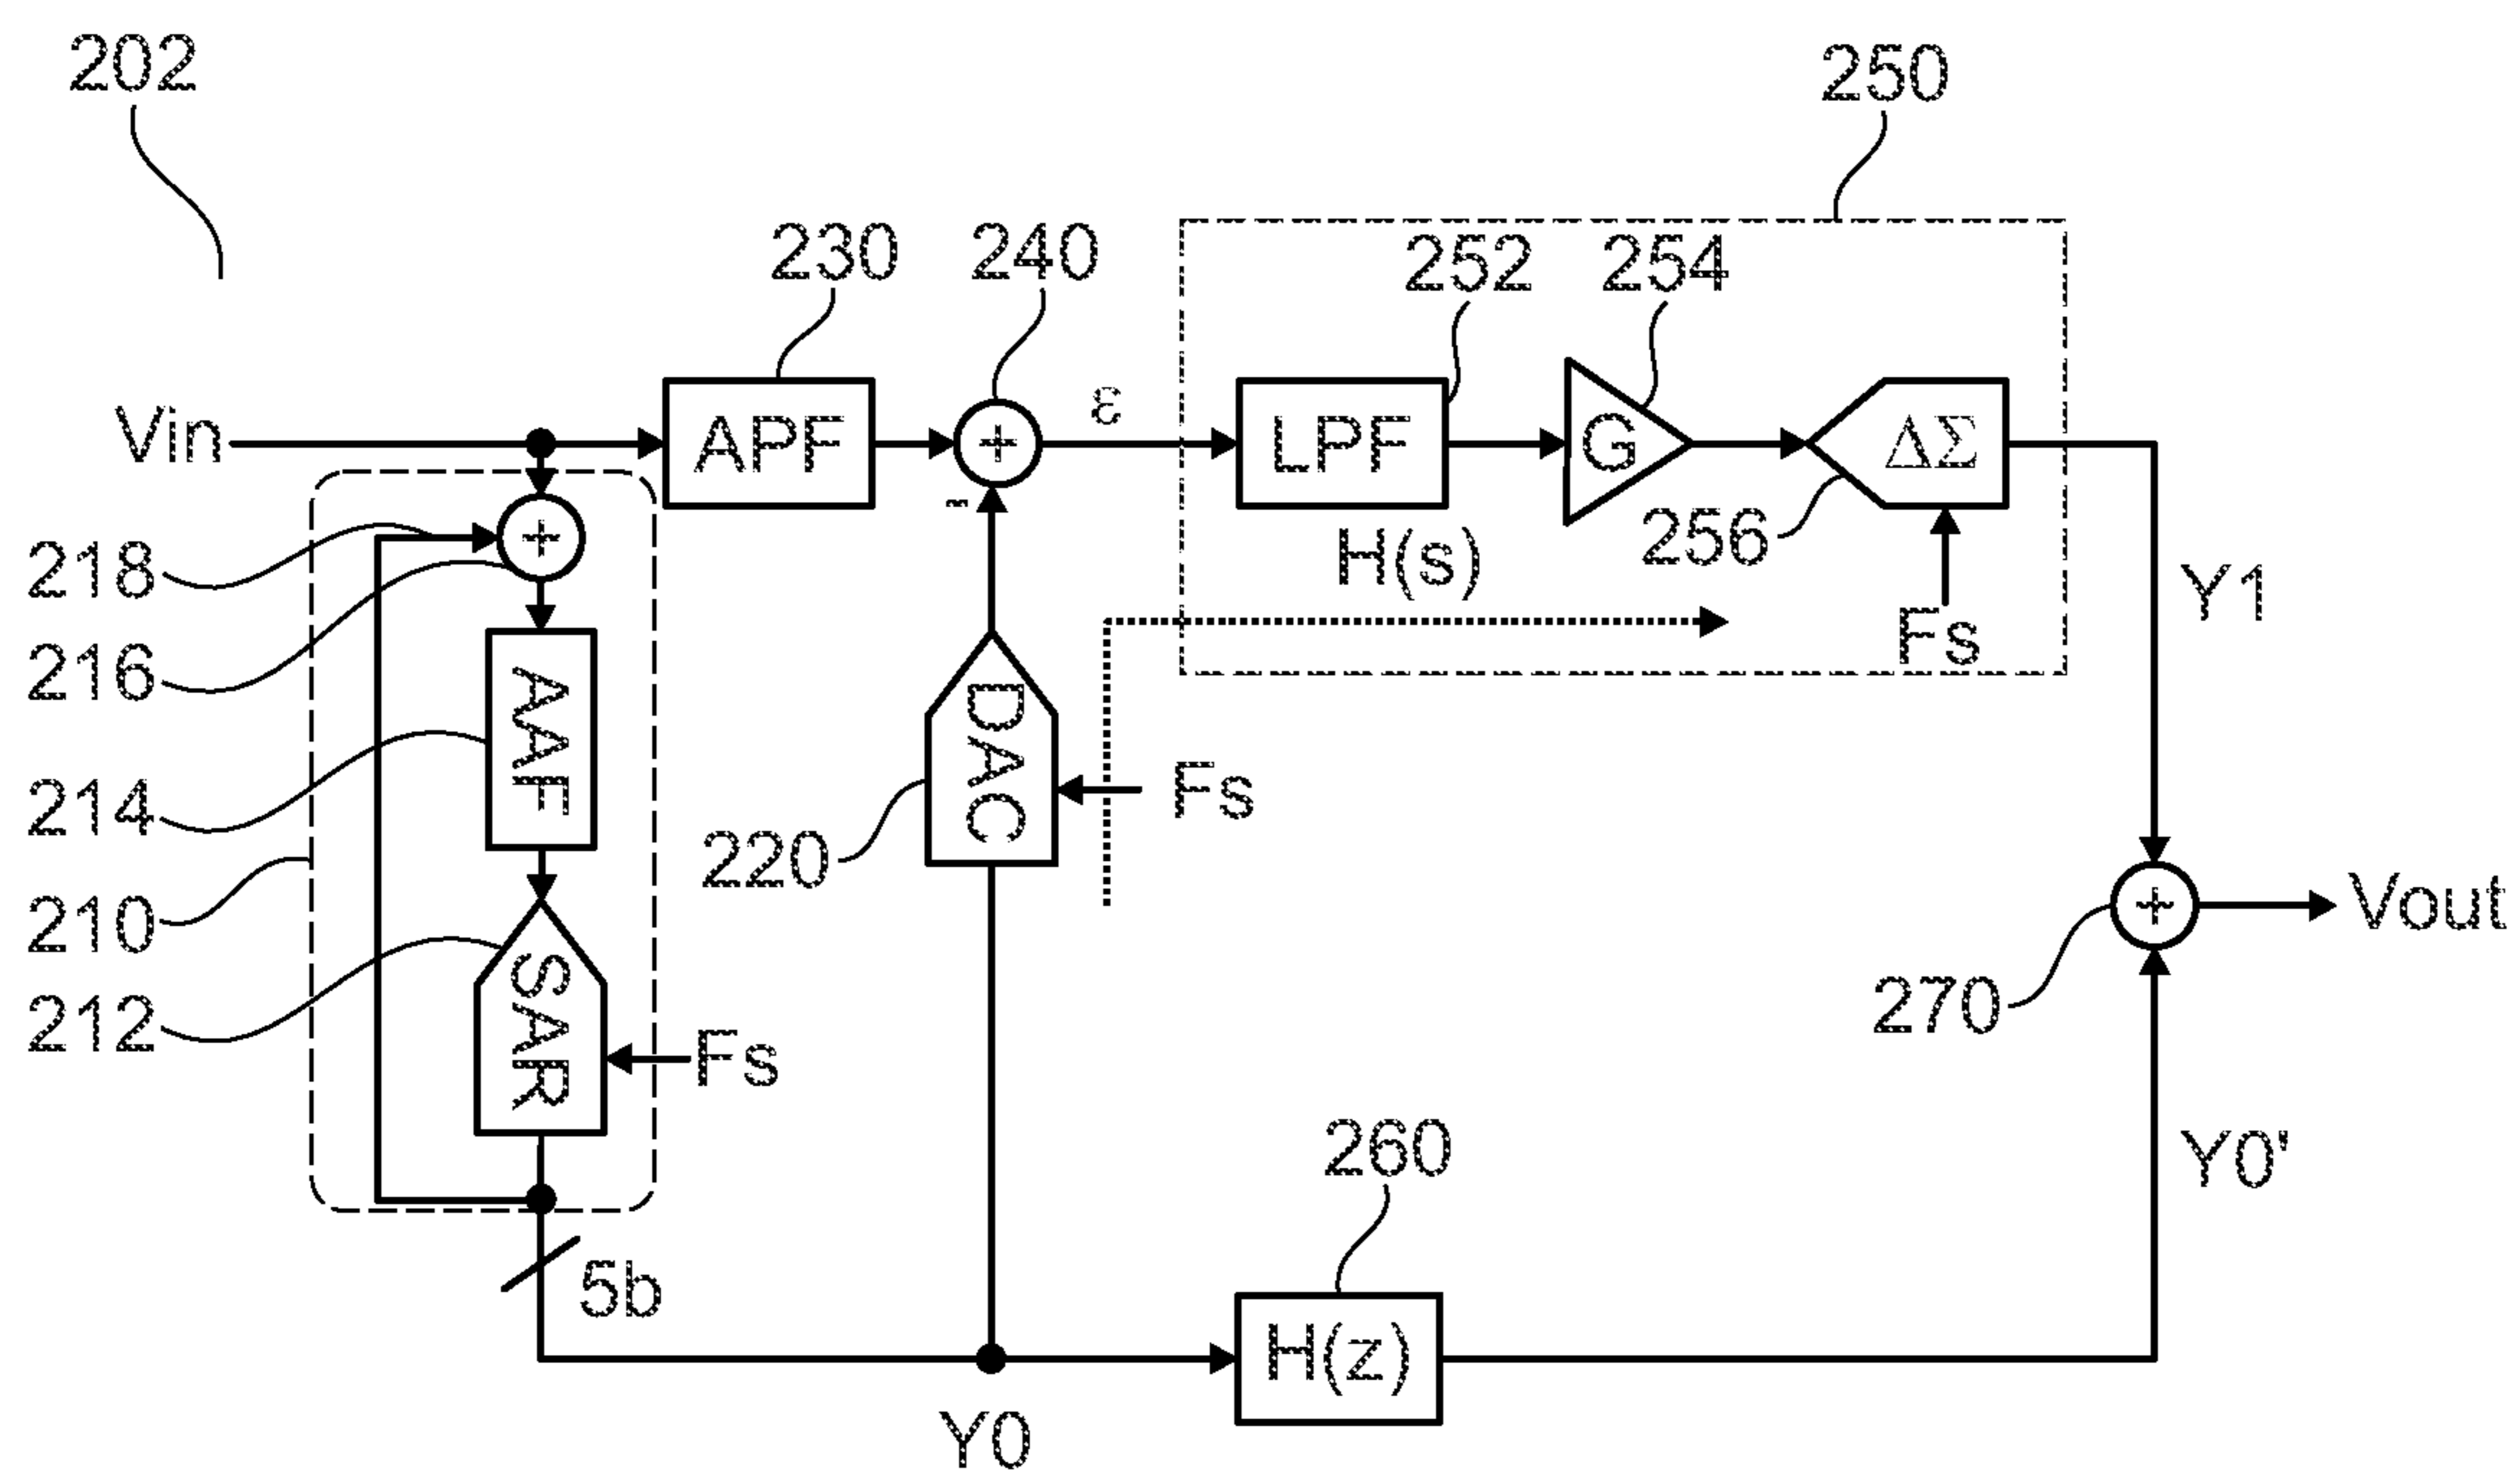 202
250
230
240
252
254
Vin
APF
+
ε
LPF
G
ΔΣ
-
218
+
256
H(s)
Fs
Y1
216
AAF
DAC
214
220
Fs
210
+
Vout
212
SAR
Fs
270
260
Y0'
5b
H(z)
Y0